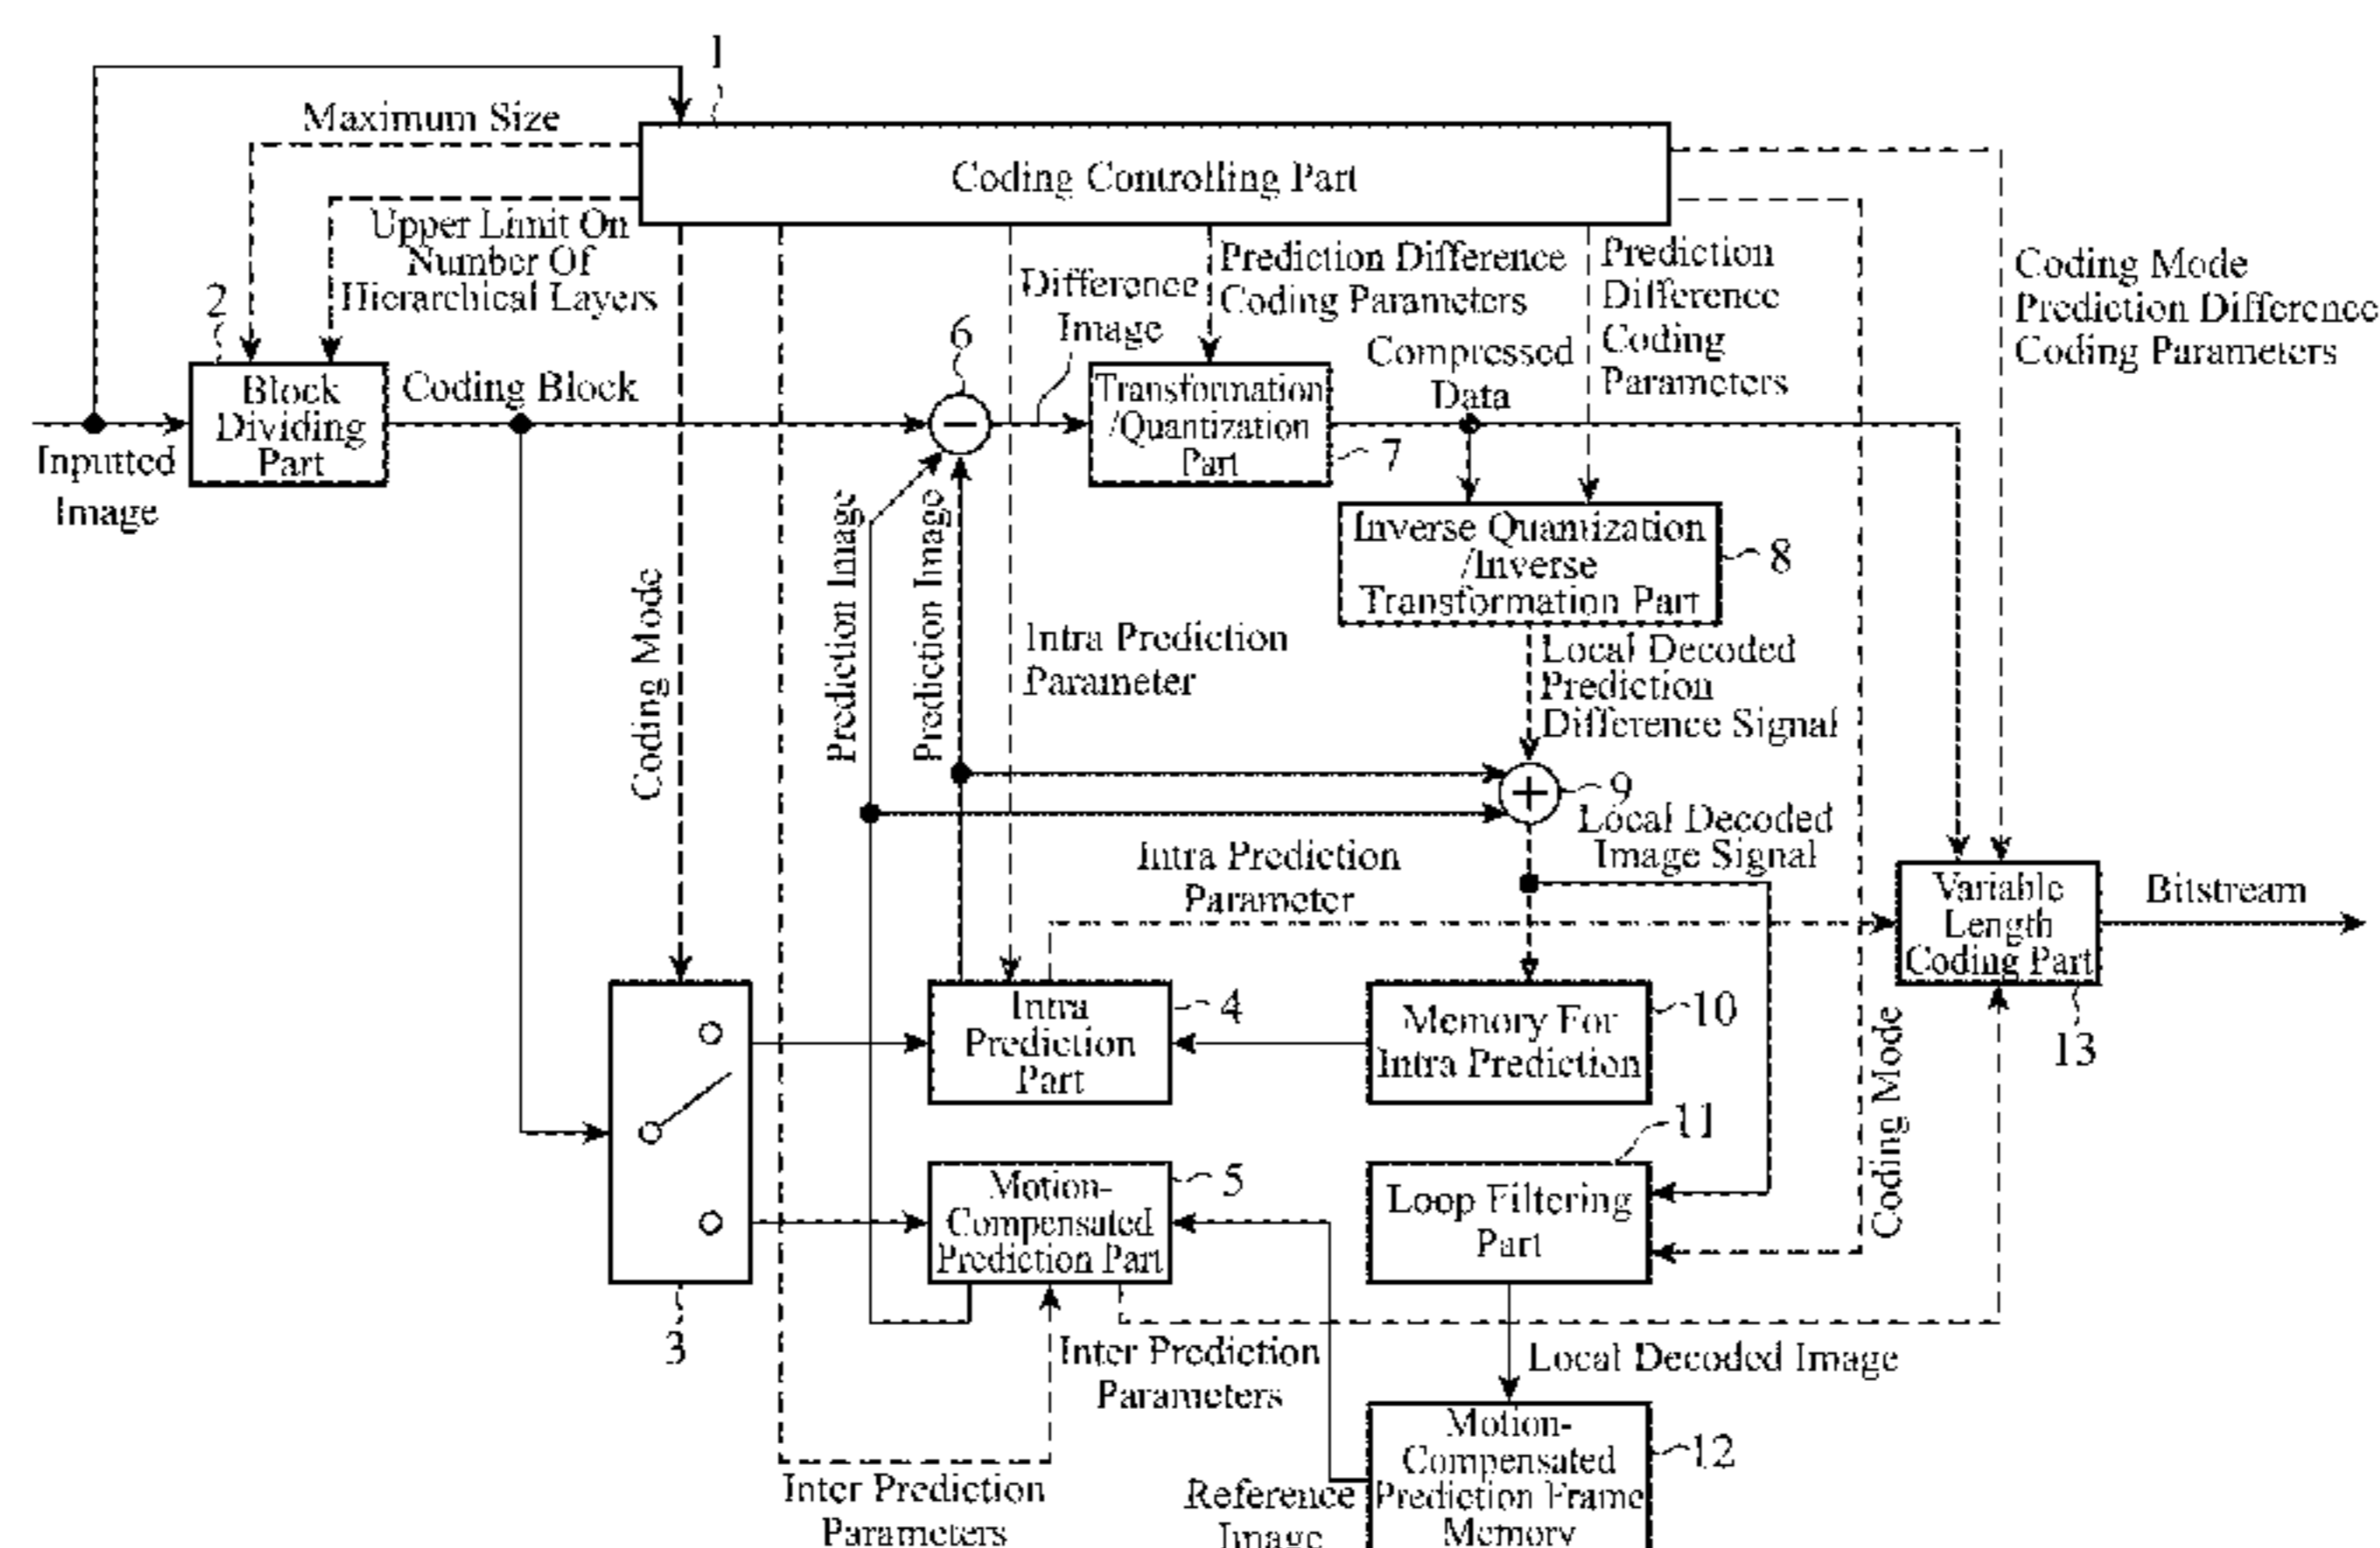 1
Maximum Size
Coding Controlling Part
Upper Limit On
Number Of
Hierarchical Layers
2
Block
Dividing
Part
Coding Block
Inputted
Image
6
Difference
Image
Prediction Difference
Coding Parameters
Transformation
/Quantization
Part
7
Compressed
Data
Prediction
Difference
Coding
Parameters
Coding Mode
Prediction Difference
Coding Parameters
Inverse Quantization
/Inverse
Transformation Part
8
Coding Mode
Prediction Image
Prediction Image
Intra Prediction
Parameter
Local Decoded
Prediction
Difference Signal
9
Local Decoded
Image Signal
Intra Prediction
Parameter
Variable
Length
Coding Part
13
Bitstream
3
Intra
Prediction
Part
4
Memory For
Intra Prediction
10
Motion-
Compensated
Prediction Part
5
Loop Filtering
Part
11
Coding Mode
Inter Prediction
Parameters
Local Decoded Image
Inter Prediction
Parameters
Reference
Image
Motion-
Compensated
Prediction Frame
Memory
12